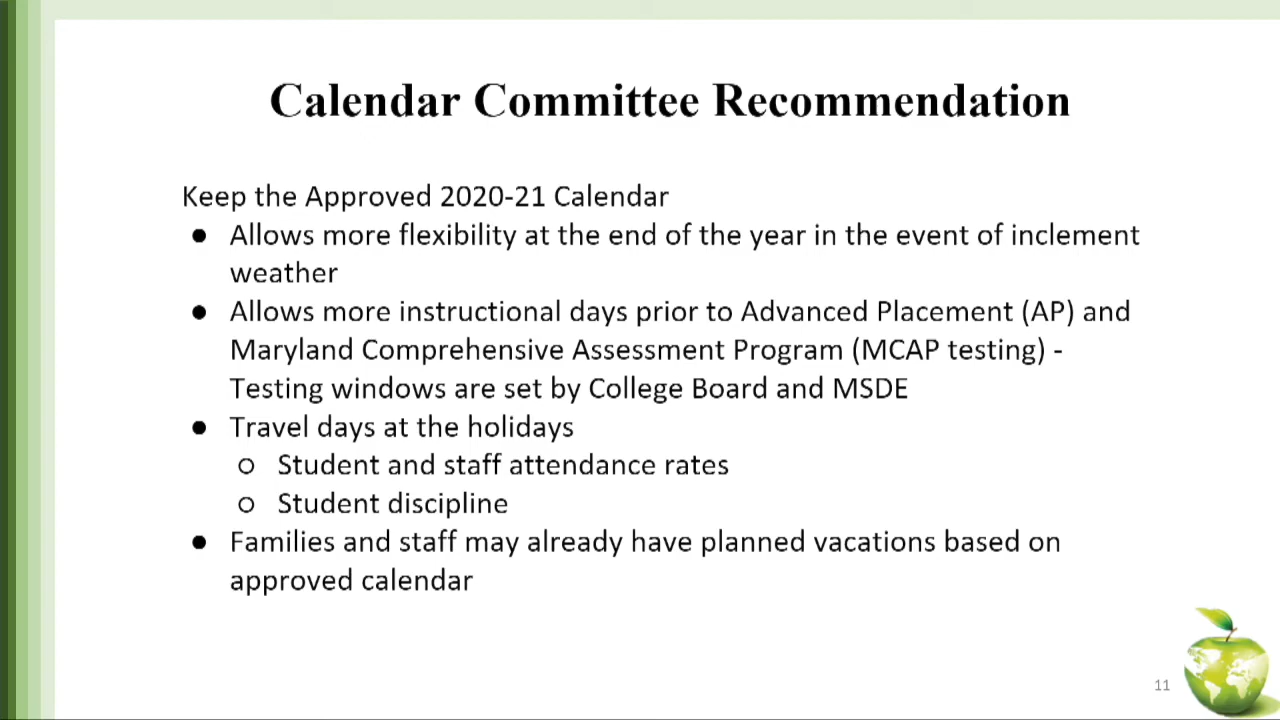 Calendar Committee Recommendation
Keep the Approved 2020-21 Calendar
● Allows more flexibility at the end of the year in the event of inclement
weather
● Allows more instructional days prior to Advanced Placement (AP) and
Maryland Comprehensive Assessment Program (MCAP testing) -
Testing windows are set by College Board and MSDE
● Travel days at the holidays
○ Student and staff attendance rates
○ Student discipline
● Families and staff may already have planned vacations based on
approved calendar
11